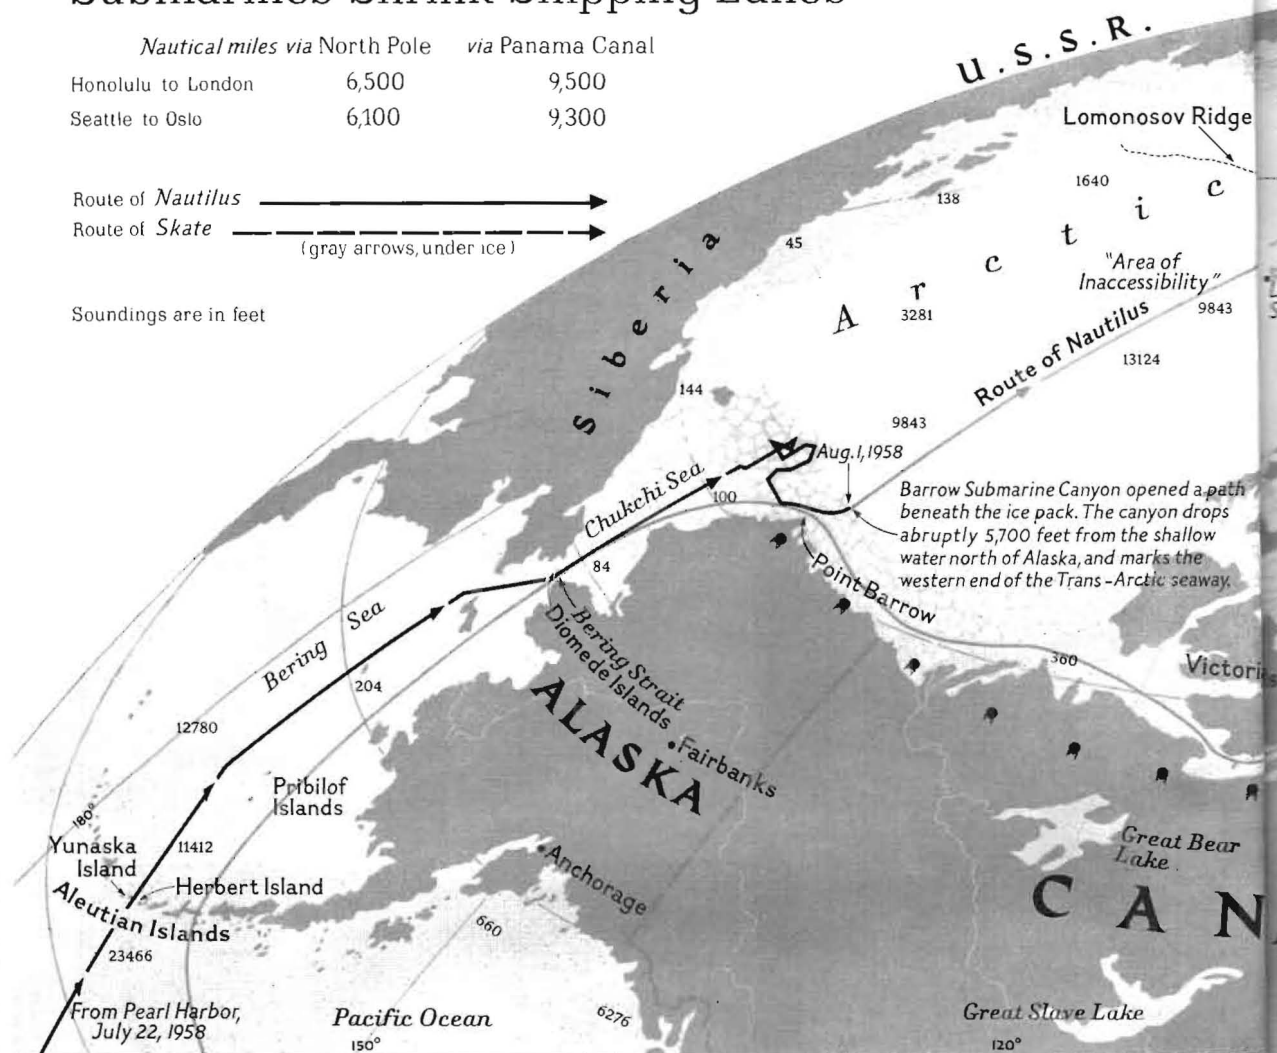 Submarines Shrink Shipping Lanes
Nautical miles via North Pole via Panama Canal
Honolulu to London 6,500 9,500
Seattle to Oslo 6,100 9,300
Route of Nautilus
Route of Skate
(gray arrows, under ice)
Soundings are in feet
U.S.S.R.
Lomonosov Ridge
1640
138
45
Arctic
"Area of
Inaccessibility"
3281
9843
Siberia
Route of Nautilus
13124
144
9843
Aug. 1, 1958
Chukchi Sea
100
Barrow Submarine Canyon opened a path
beneath the ice pack. The canyon drops
abruptly 5,700 feet from the shallow
water north of Alaska, and marks the
western end of the Trans-Arctic seaway.
84
Point Barrow
Bering Sea
Bering Strait
Diomede Islands
360
Victoria
204
ALASKA
12780
Fairbanks
Pribilof
Islands
180°
Yunaska
Island
11412
Great Bear
Lake
Anchorage
Herbert Island
Aleutian Islands
CAN
660
23466
From Pearl Harbor,
July 22, 1958
Pacific Ocean
6276
Great Slave Lake
150°
120°